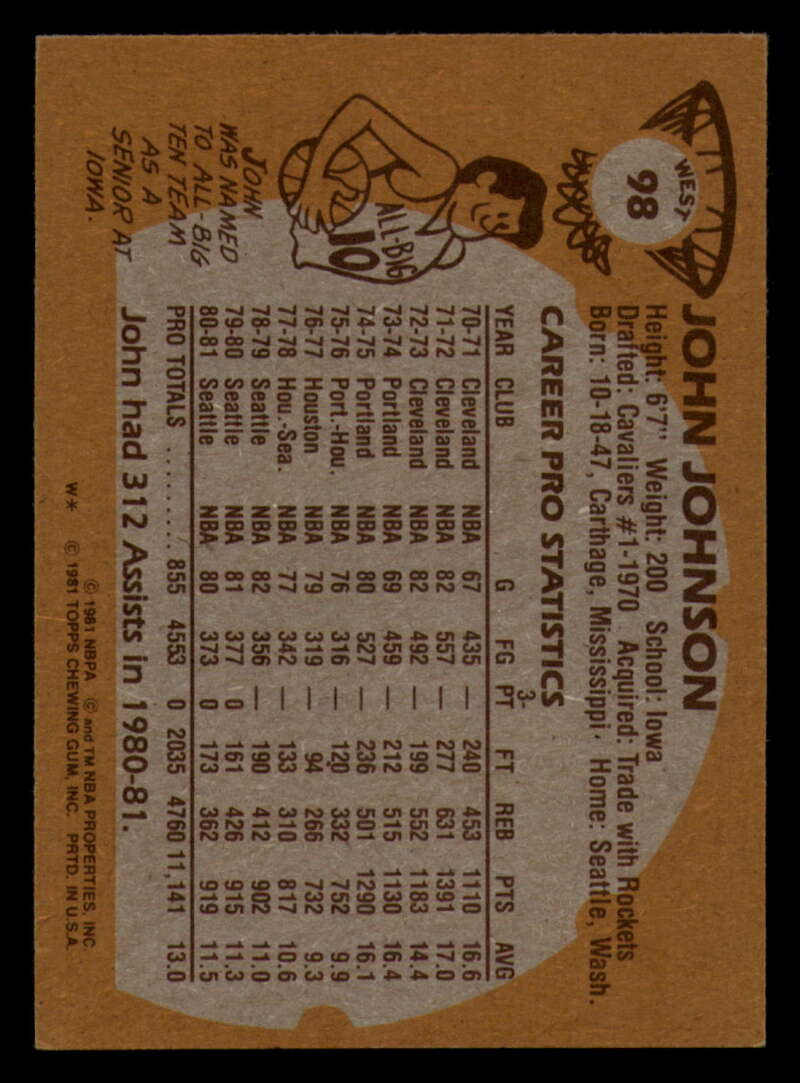 WEST
98
JOHN JOHNSON
Height: 6'7" Weight: 200 School: Iowa
Drafted: Cavaliers #1-1970 Acquired: Trade with Rockets
Born: 10-18-47, Carthage, Mississippi Home: Seattle, Wash.
CAREER PRO STATISTICS
YEAR CLUB G FG 3-PT FT REB PTS AVG
70-71 Cleveland NBA 67 435 — 240 453 1110 16.6
71-72 Cleveland NBA 82 557 — 277 631 1391 17.0
72-73 Cleveland NBA 82 492 — 199 552 1183 14.4
73-74 Portland NBA 69 459 — 212 515 1130 16.4
74-75 Portland NBA 80 527 — 236 501 1290 16.1
75-76 Port.-Hou. NBA 76 316 — 120 332 752 9.9
76-77 Houston NBA 79 319 — 94 266 732 9.3
77-78 Hou.-Sea. NBA 77 342 — 133 310 817 10.6
78-79 Seattle NBA 82 356 — 190 412 902 11.0
79-80 Seattle NBA 81 377 0 161 426 915 11.3
80-81 Seattle NBA 80 373 0 173 362 919 11.5
PRO TOTALS ......... 855 4553 0 2035 4760 11,141 13.0
John had 312 Assists in 1980-81.
ALL-BIG
10
JOHN
WAS NAMED
TO ALL-BIG
TEN TEAM
AS A
SENIOR AT
IOWA.
© 1981 NBPA © and TM NBA PROPERTIES, INC.
W* © 1981 TOPPS CHEWING GUM, INC. PRTD. IN U.S.A.